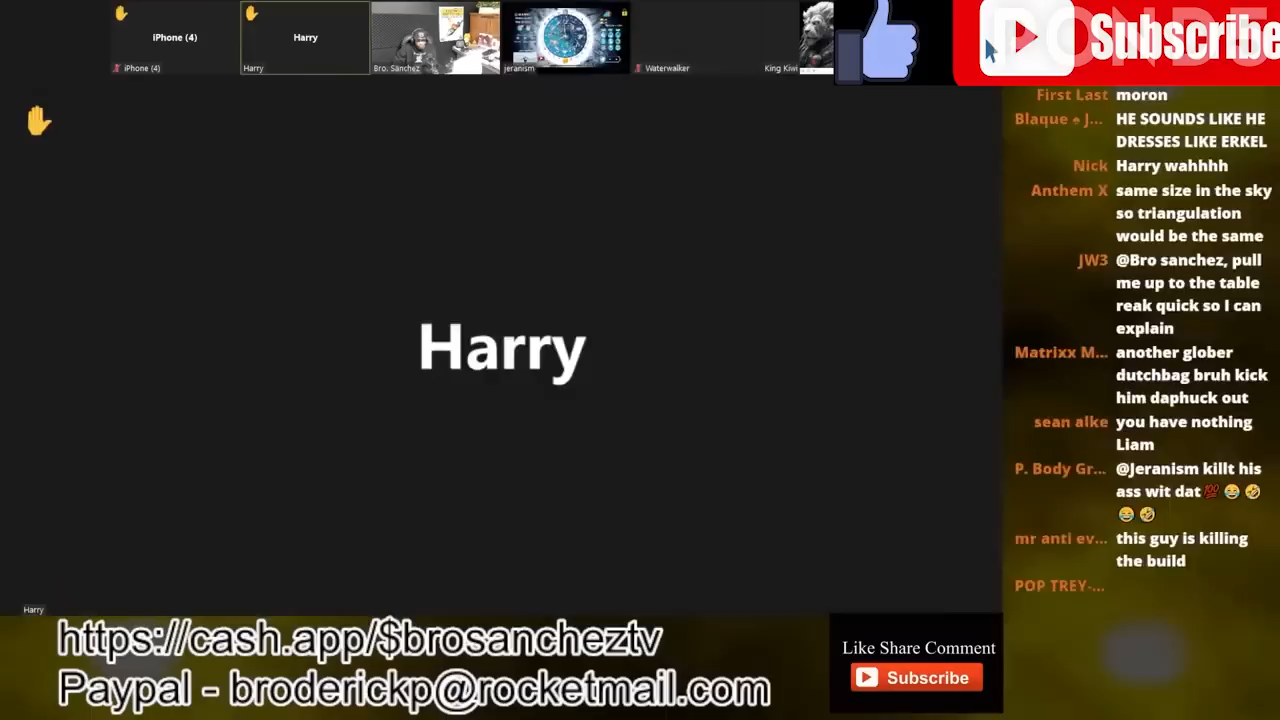 iPhone (4)
Harry
iPhone (4)
Harry
Bro. Sanchez
jeranism
Waterwalker
King Kiwi
Subscribe
First Last moron
Blaque ♠ J... HE SOUNDS LIKE HE
DRESSES LIKE ERKEL
Nick Harry wahhhh
Anthem X same size in the sky
so triangulation
would be the same
JW3 @Bro sanchez, pull
me up to the table
reak quick so I can
explain
Matrixx M... another glober
dutchbag bruh kick
him daphuck out
sean alke you have nothing
Liam
P. Body Gr... @Jeranism killt his
ass wit dat💯😂🤣
😂🤣
mr anti ev... this guy is killing
the build
POP TREY-...
Harry
Harry
https://cash.app/$brosancheztv
Paypal - broderickp@rocketmail.com
Like Share Comment
Subscribe